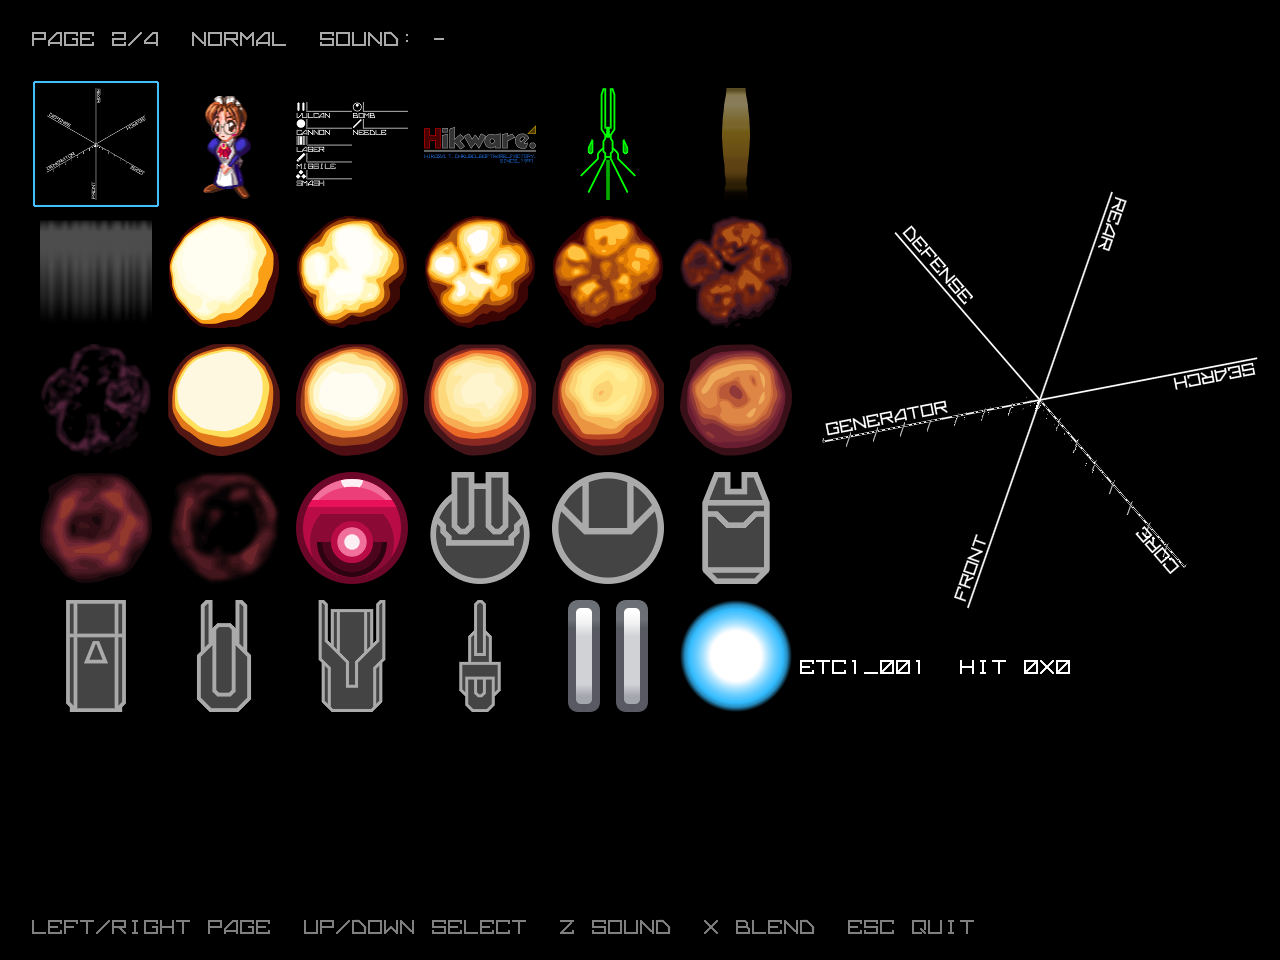 PAGE 2/4 NORMAL SOUND: -
VULCAN BOMB
CANNON NEEDLE
LASER
MISSILE
SMASH
Hikware.
REAR
DEFENSE
SEARCH
GENERATOR
CORE
FRONT
ETC1_001 HIT 0X0
LEFT/RIGHT PAGE UP/DOWN SELECT Z SOUND X BLEND ESC QUIT